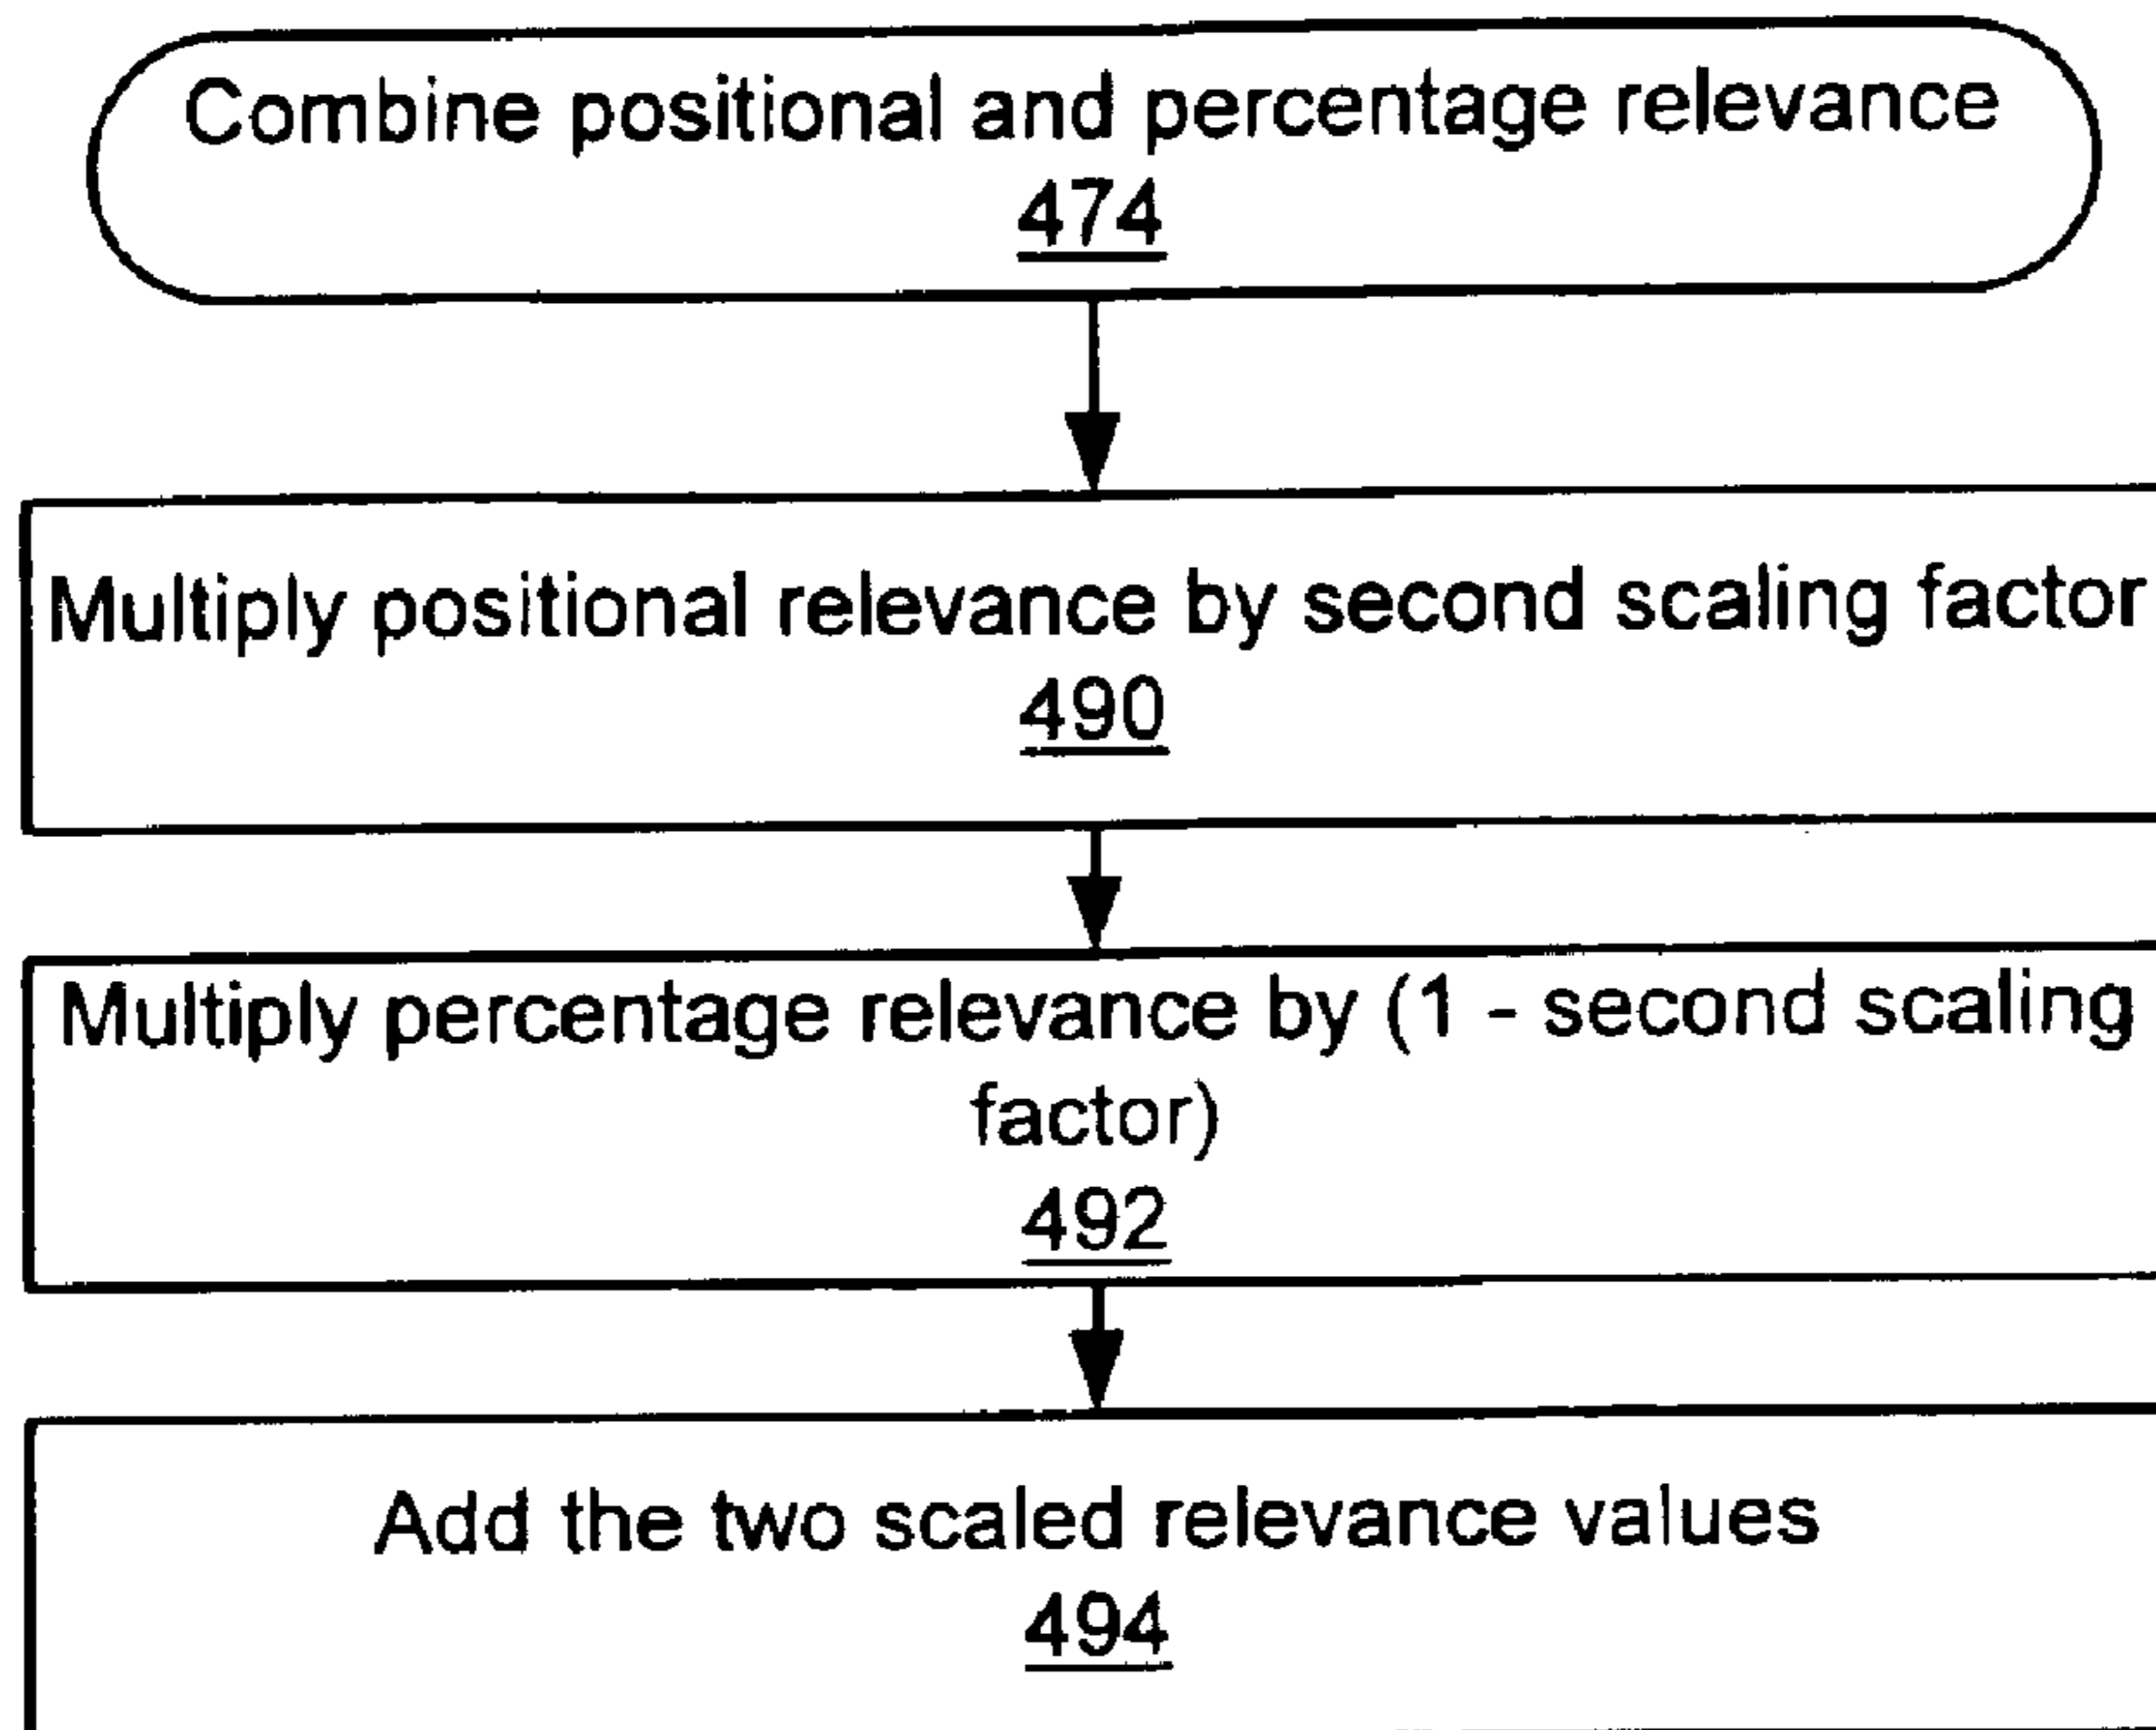 Combine positional and percentage relevance
474
Multiply positional relevance by second scaling factor
490
Multiply percentage relevance by (1 - second scaling
factor)
492
Add the two scaled relevance values
494